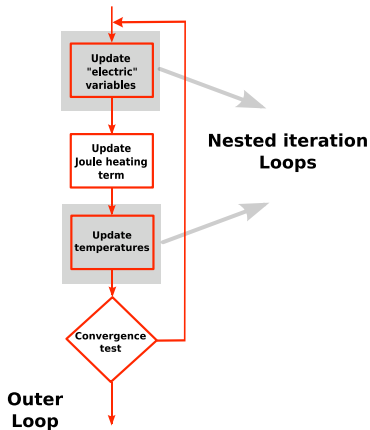 Update
"electric"
variables
Nested iteration
Loops
Update
Joule heating
term
Update
temperatures
Convergence
test
Outer
Loop